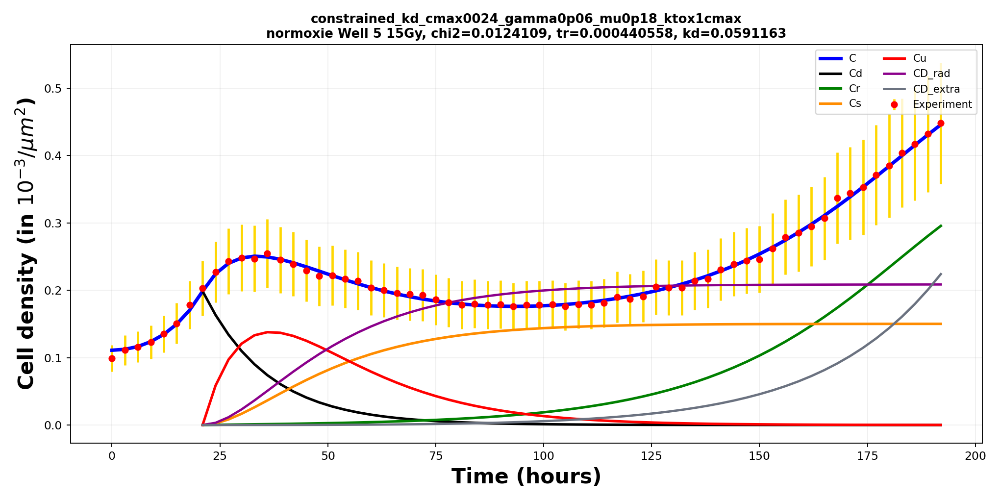 constrained_kd_cmax0024_gamma0p06_mu0p18_ktox1cmax
normoxie Well 5 15Gy, chi2=0.0124109, tr=0.000440558, kd=0.0591163
Cell density (in 10⁻³/μm²)
0.5
0.4
0.3
0.2
0.1
0.0
C
Cd
Cr
Cs
Cu
CD_rad
CD_extra
Experiment
0 25 50 75 100 125 150 175 200
Time (hours)